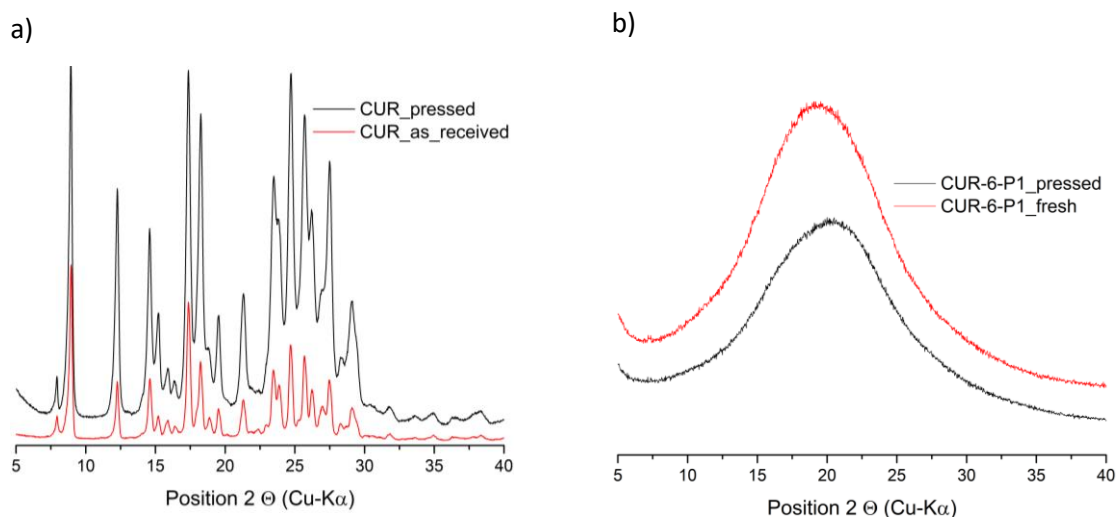 a)
CUR_pressed
CUR_as_received
5 10 15 20 25 30 35 40
Position 2 Θ (Cu-Kα)
b)
CUR-6-P1_pressed
CUR-6-P1_fresh
5 10 15 20 25 30 35 40
Position 2 Θ (Cu-Kα)